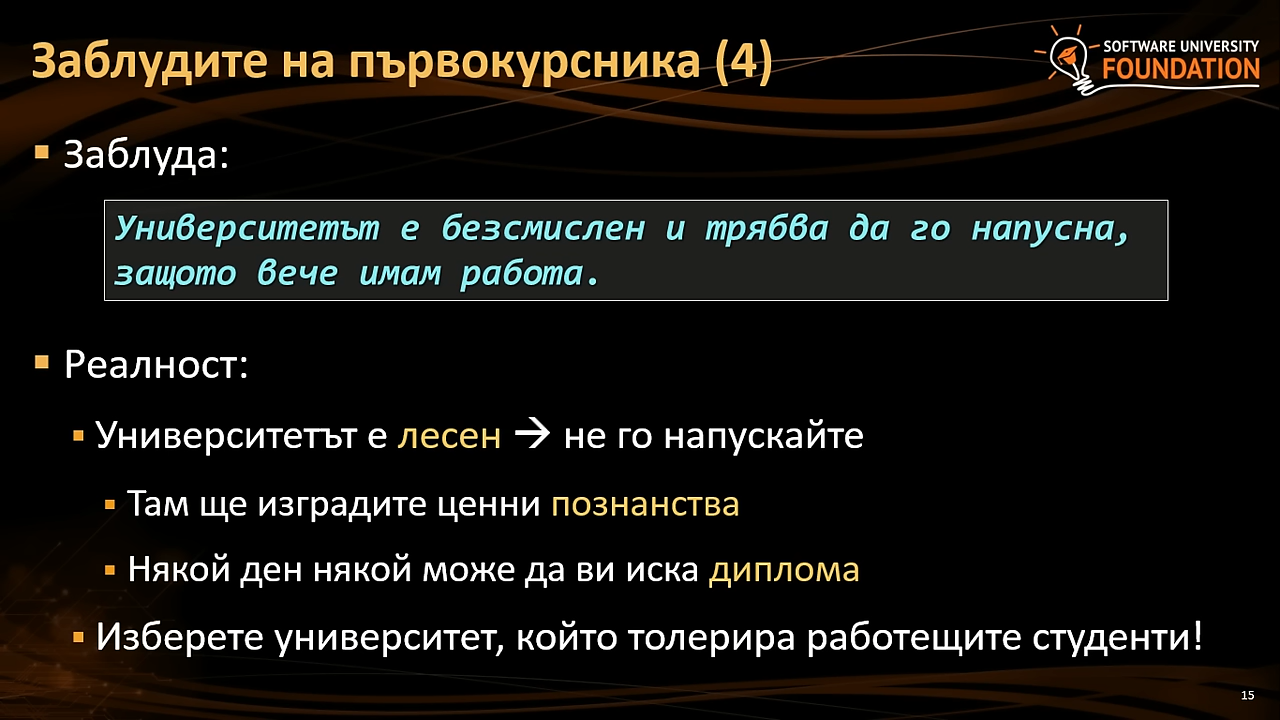 Заблудите на първокурсника (4)
SOFTWARE UNIVERSITY
FOUNDATION
Заблуда:
Университетът е безсмислен и трябва да го напусна,
защото вече имам работа.
Реалност:
Университетът е лесен → не го напускайте
Там ще изградите ценни познанства
Някой ден някой може да ви иска диплома
Изберете университет, който толерира работещите студенти!
15